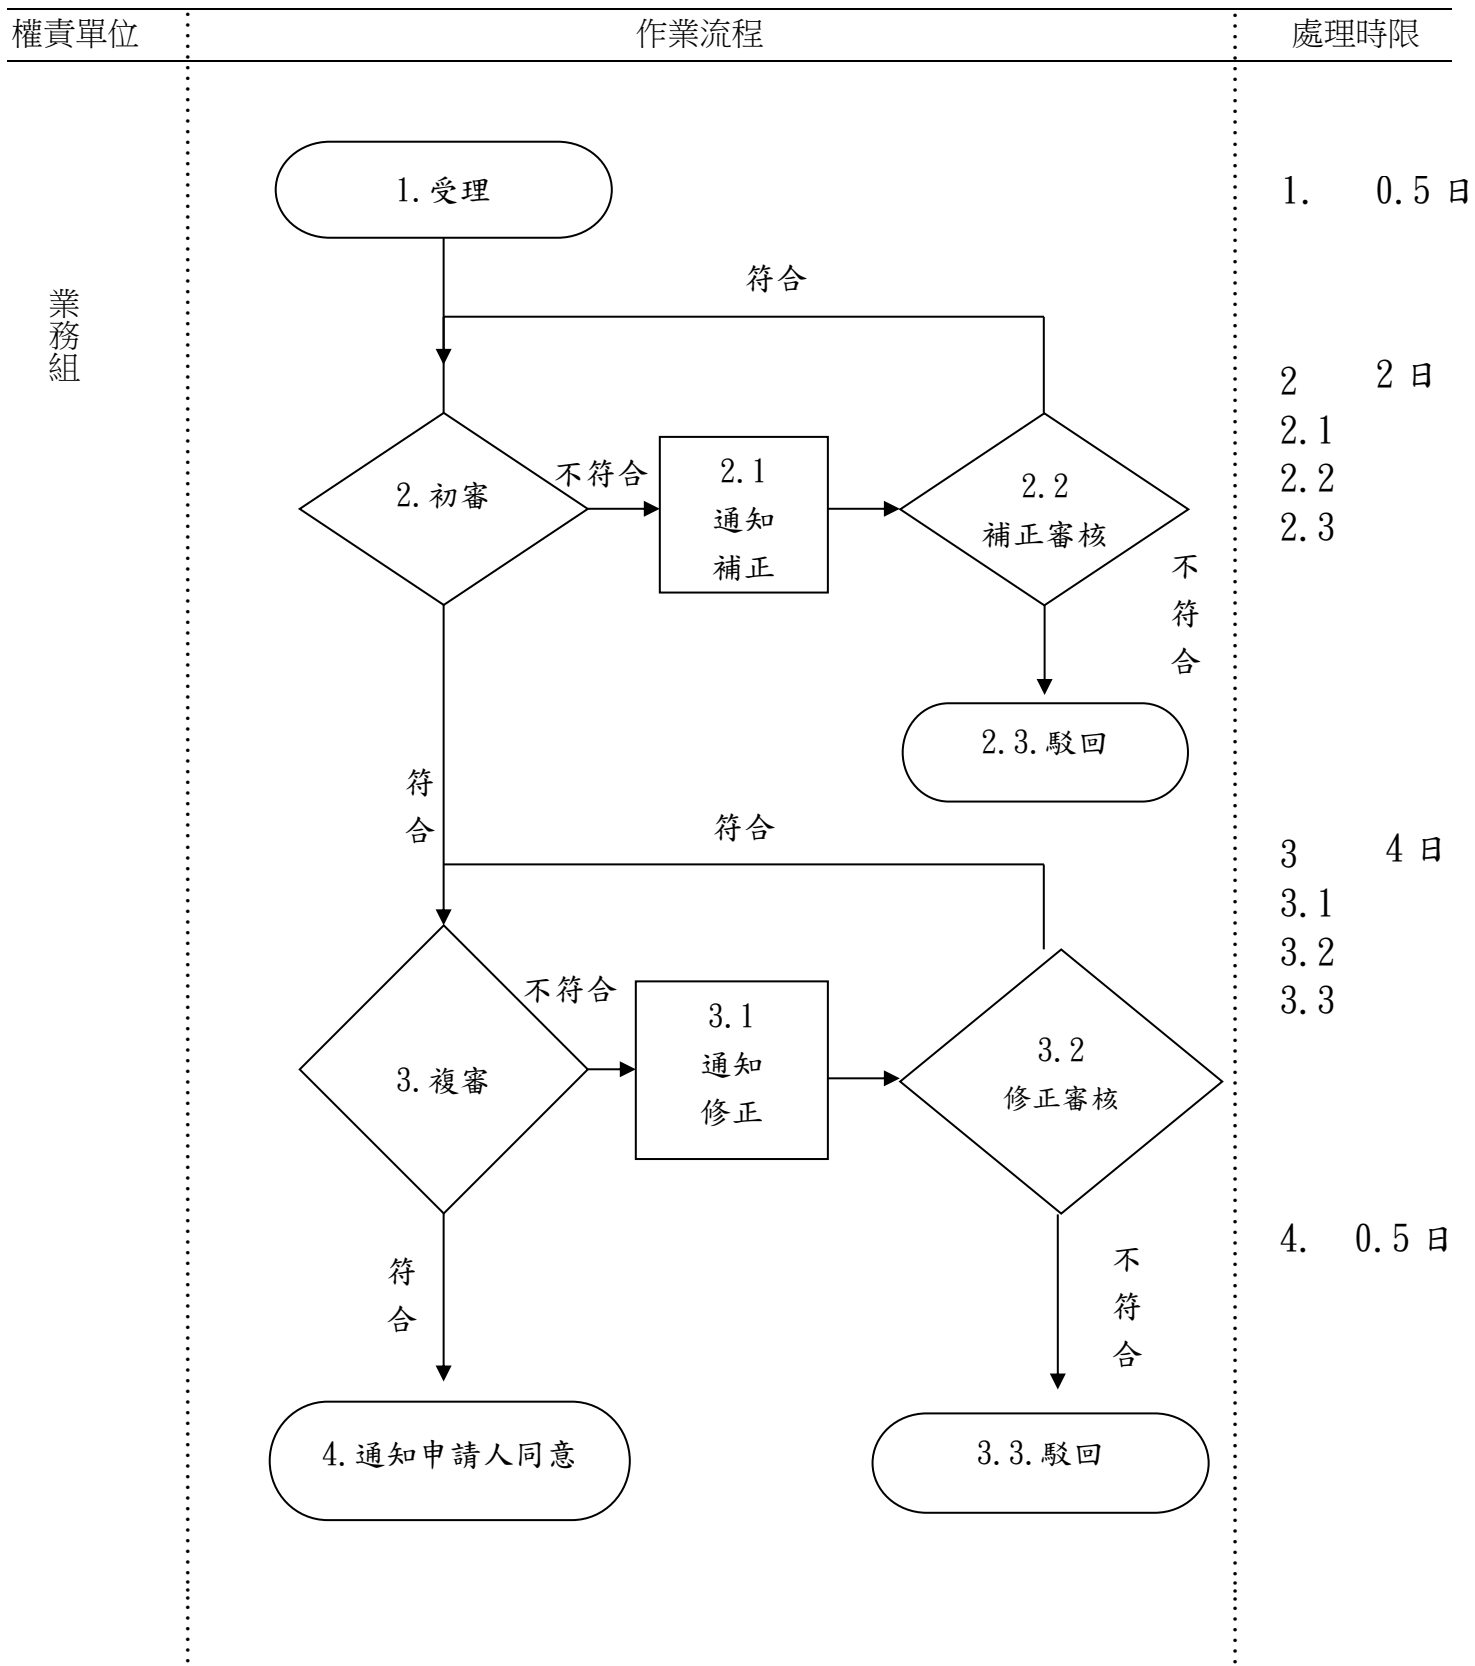 權責單位
作業流程
處理時限
業務組
1.受理
1. 0.5日
符合
2 2日
2.1
2.2
2.3
2.初審
不符合
2.1
通知
補正
2.2
補正審核
不符合
2.3.駁回
符合
符合
3 4日
3.1
3.2
3.3
3.複審
不符合
3.1
通知
修正
3.2
修正審核
4. 0.5日
符合
不符合
4.通知申請人同意
3.3.駁回